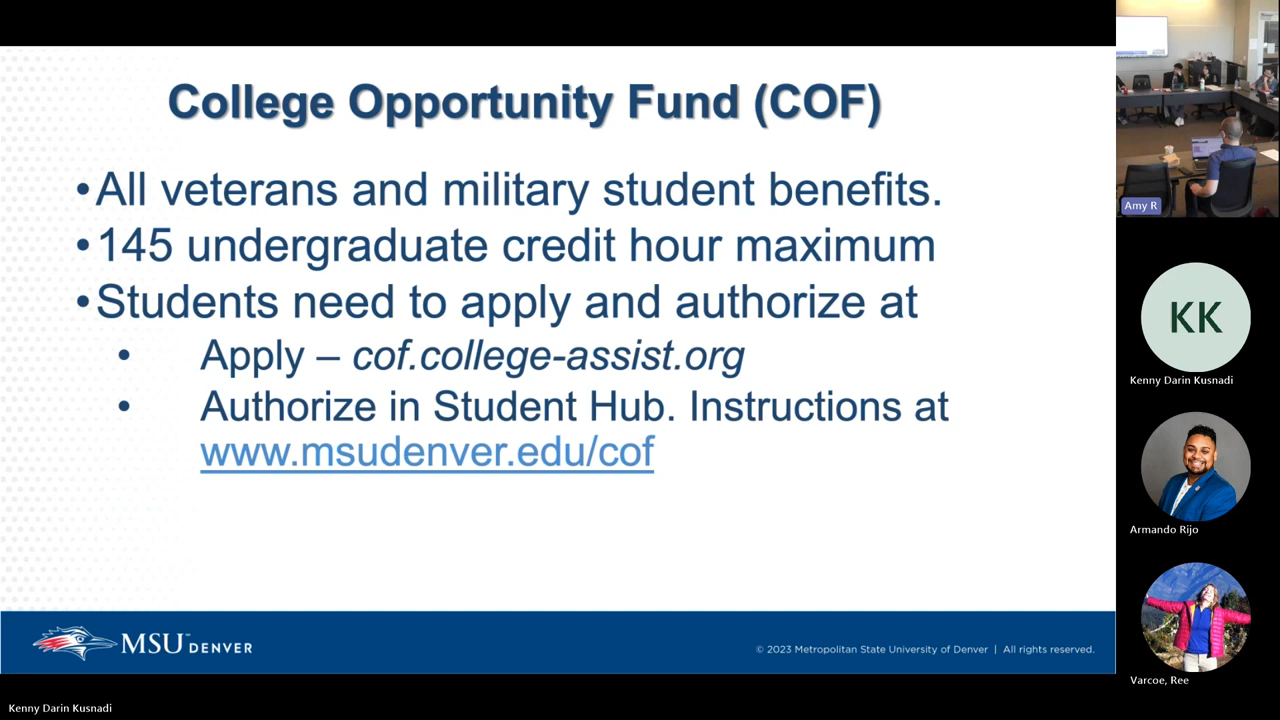 College Opportunity Fund (COF)
•All veterans and military student benefits.
•145 undergraduate credit hour maximum
•Students need to apply and authorize at
• Apply – cof.college-assist.org
• Authorize in Student Hub. Instructions at
www.msudenver.edu/cof
MSU DENVER
© 2023 Metropolitan State University of Denver | All rights reserved.
Amy R
KK
Kenny Darin Kusnadi
Armando Rijo
Varcoe, Ree
Kenny Darin Kusnadi